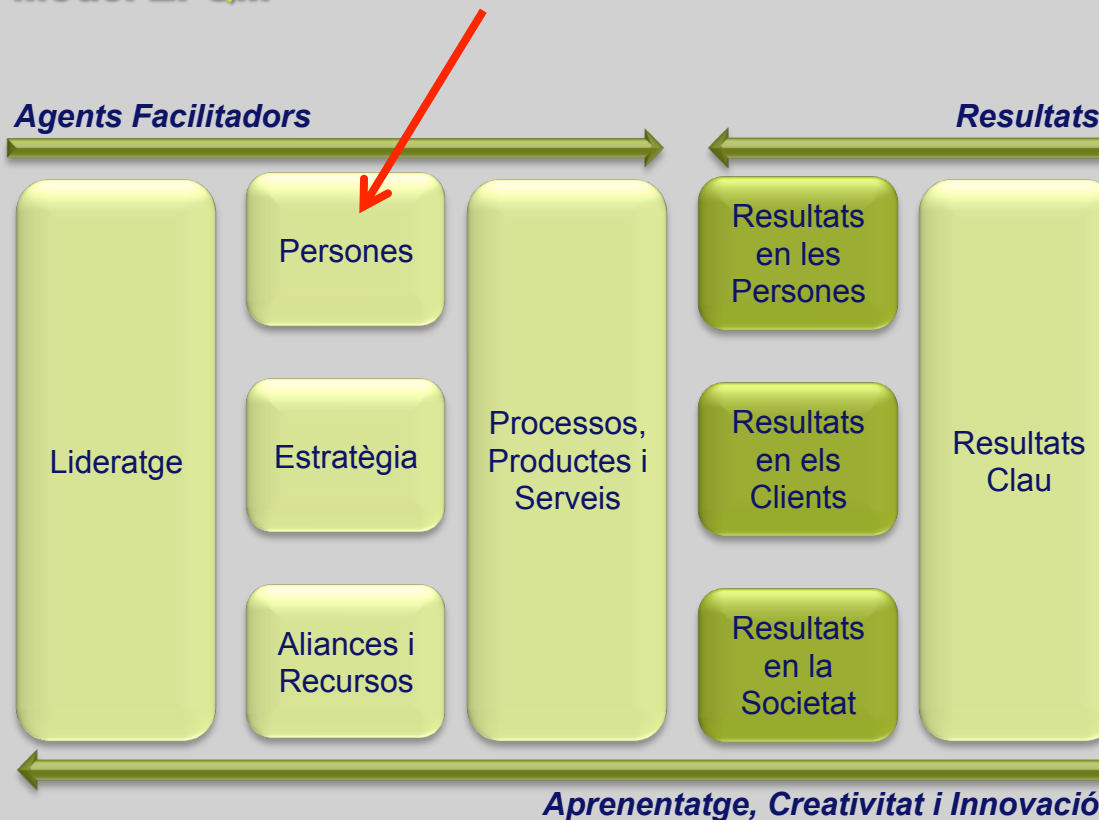 Agents Facilitadors
Resultats
Lideratge
Persones
Estratègia
Aliances i
Recursos
Processos,
Productes i
Serveis
Resultats
en les
Persones
Resultats
en els
Clients
Resultats
en la
Societat
Resultats
Clau
Aprenentatge, Creativitat i Innovació